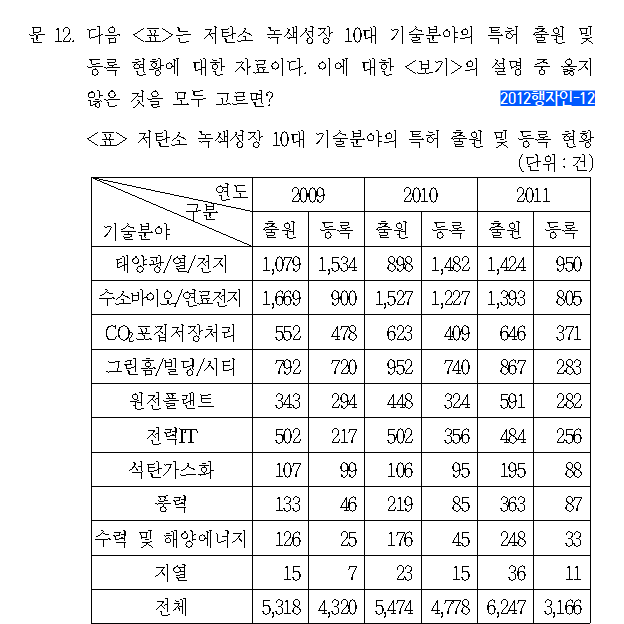 문 12. 다음 <표>는 저탄소 녹색성장 10대 기술분야의 특허 출원 및
등록 현황에 대한 자료이다. 이에 대한 <보기>의 설명 중 옳지
않은 것을 모두 고르면?
2012행자인-12
<표> 저탄소 녹색성장 10대 기술분야의 특허 출원 및 등록 현황
(단위 : 건)
연도 2009 2010 2011
구분
기술분야 출원 등록 출원 등록 출원 등록
태양광/열/전지 1,079 1,534 898 1,482 1,424 950
수소바이오/연료전지 1,669 900 1,527 1,227 1,393 805
CO₂포집저장처리 552 478 623 409 646 371
그린홈/빌딩/시티 792 720 952 740 867 283
원전플랜트 343 294 448 324 591 282
전력IT 502 217 502 356 484 256
석탄가스화 107 99 106 95 195 88
풍력 133 46 219 85 363 87
수력 및 해양에너지 126 25 176 45 248 33
지열 15 7 23 15 36 11
전체 5,318 4,320 5,474 4,778 6,247 3,166